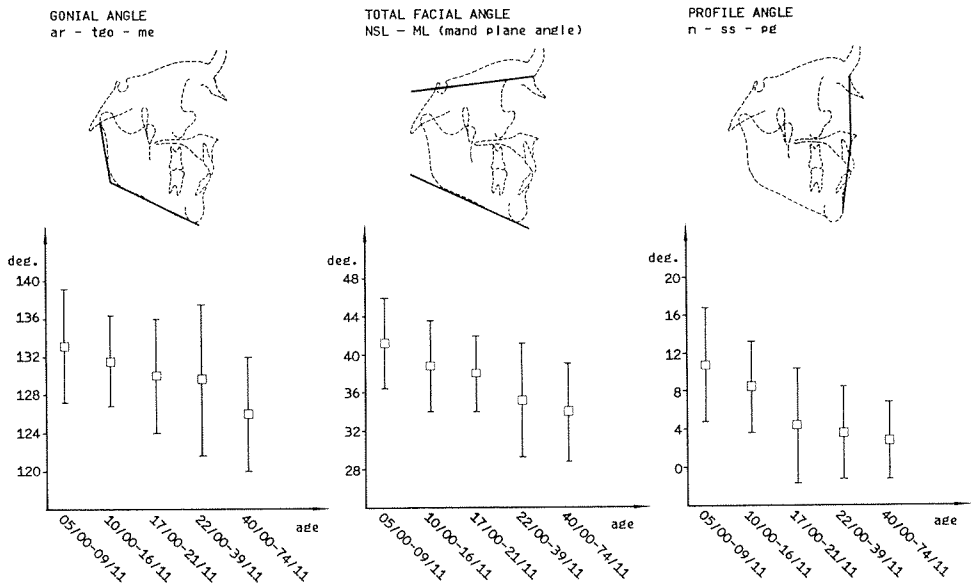 GONIAL ANGLE
ar - tgo - me
TOTAL FACIAL ANGLE
NSL - ML (mand plane angle)
PROFILE ANGLE
n - ss - pg
deg.
140
136
132
128
124
120
age
05/00-09/11
10/00-16/11
17/00-21/11
22/00-39/11
40/00-74/11
deg.
48
44
40
36
32
28
age
05/00-09/11
10/00-16/11
17/00-21/11
22/00-39/11
40/00-74/11
deg.
20
16
12
8
4
0
age
05/00-09/11
10/00-16/11
17/00-21/11
22/00-39/11
40/00-74/11